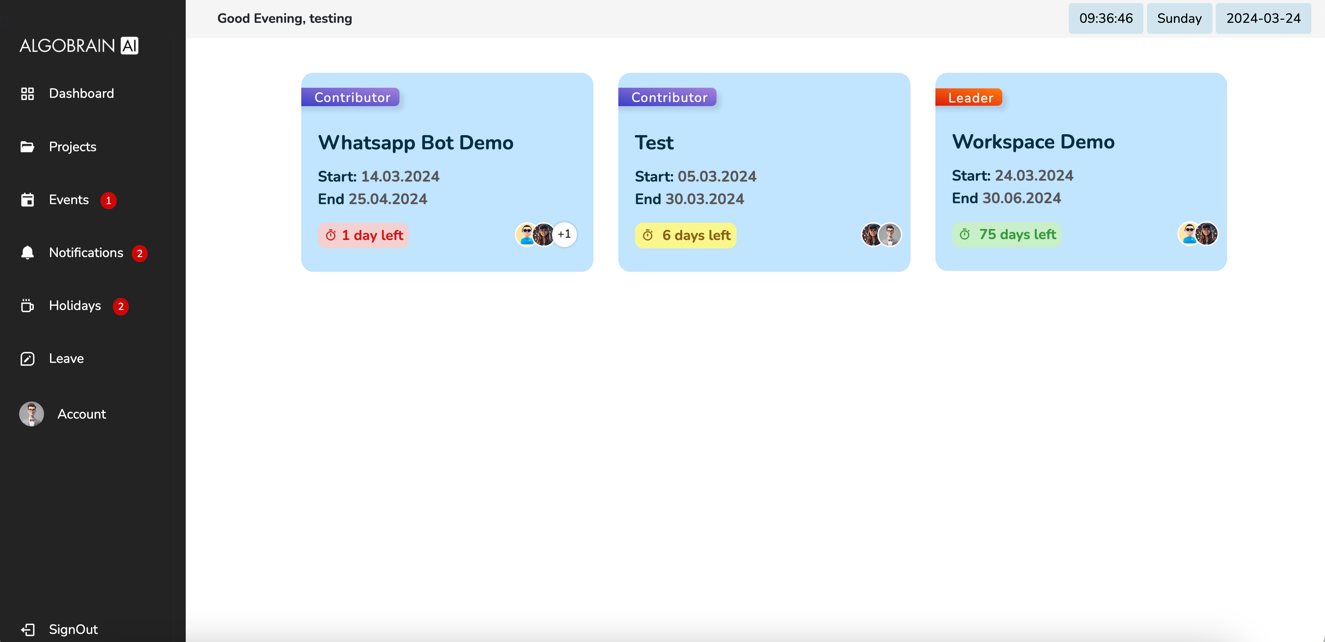 ALGOBRAIN AI
Dashboard
Projects
Events 1
Notifications 2
Holidays 2
Leave
Account
SignOut
Good Evening, testing
09:36:46 Sunday 2024-03-24
Contributor
Whatsapp Bot Demo
Start: 14.03.2024
End 25.04.2024
1 day left +1
Contributor
Test
Start: 05.03.2024
End 30.03.2024
6 days left
Leader
Workspace Demo
Start: 24.03.2024
End 30.06.2024
75 days left